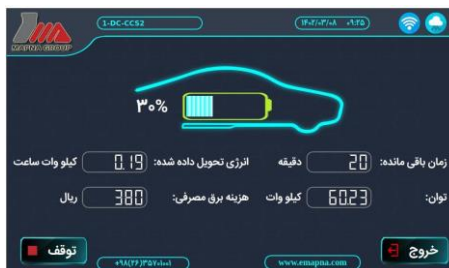 MAPNA GROUP
1-DC-CCS2
۱۴۰۲/۰۳/۰۸ ۰۹:۲۵
۳۰%
زمان باقی مانده: 20 دقیقه
انرژی تحویل داده شده: 0.19 کیلو وات ساعت
توان: 60.23 کیلو وات
هزینه برق مصرفی: 380 ریال
خروج
توقف
www.emapna.com